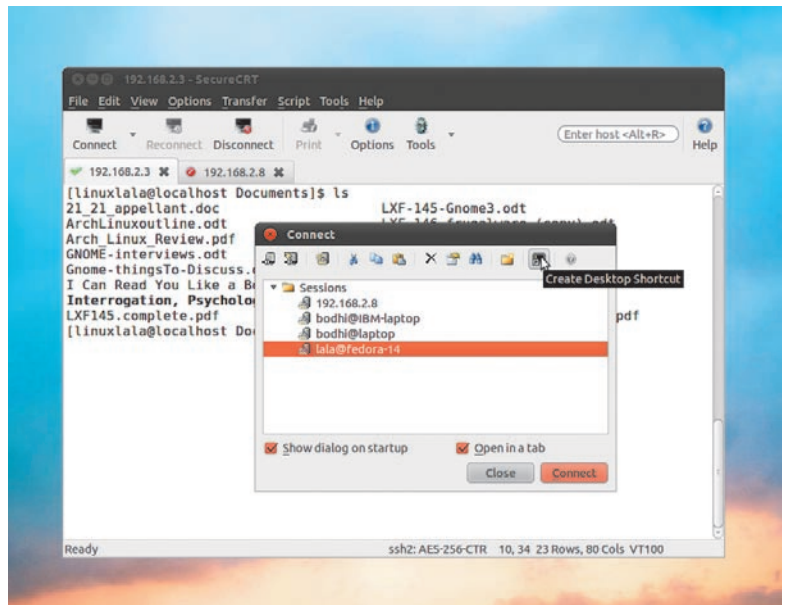 192.168.2.3 - SecureCRT
File Edit View Options Transfer Script Tools Help
Connect Reconnect Disconnect Print Options Tools Enter host <Alt+R> Help
192.168.2.3 192.168.2.8
[linuxlala@localhost Documents]$ ls
21_21_appellant.doc LXF-145-Gnome3.odt
ArchLinuxoutline.odt
Arch_Linux_Review.pdf
GNOME-interviews.odt
Gnome-thingsTo-Discuss.
I Can Read You Like a
Interrogation,
LXF145.complete.pdf pdf
[linuxlala@localhost
Connect
Create Desktop Shortcut
Sessions
192.168.2.8
bodhi@IBM-laptop
bodhi@laptop
lala@fedora-14
Show dialog on startup Open in a tab
Close Connect
Ready ssh2: AES-256-CTR 10, 34 23 Rows, 80 Cols VT100